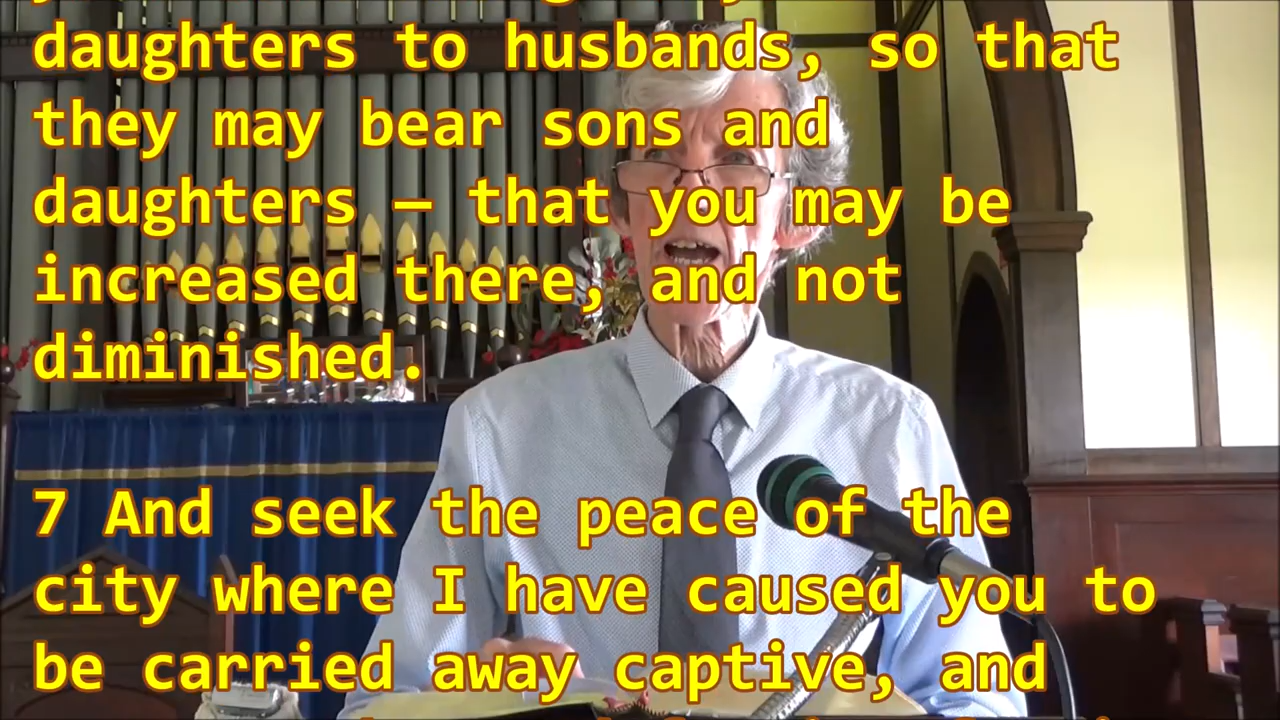 daughters to husbands, so that
they may bear sons and
daughters — that you may be
increased there, and not
diminished.
7 And seek the peace of the
city where I have caused you to
be carried away captive, and